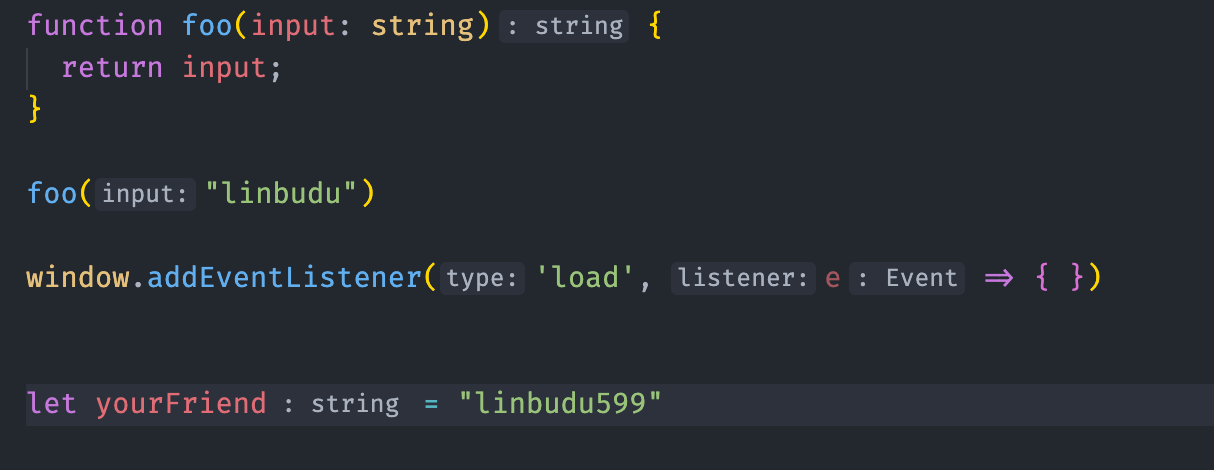 function foo(input: string): string {
return input;
}
foo(input: "linbudu")
window.addEventListener(type: 'load', listener: e: Event => { })
let yourFriend: string = "linbudu599"